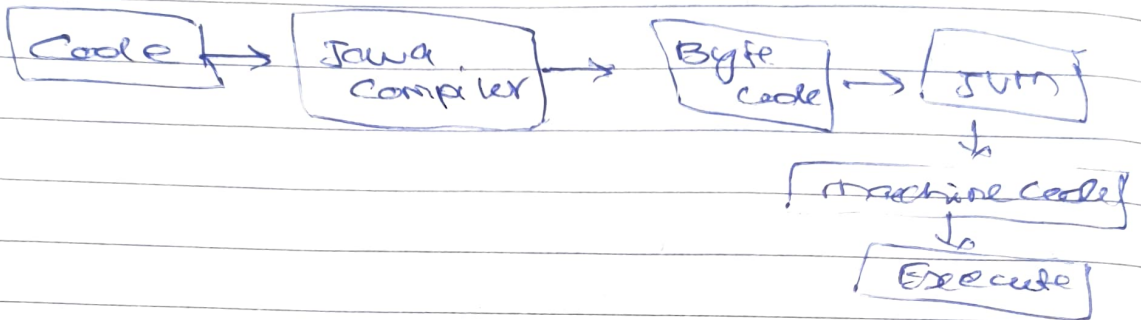 Code
Java
Compiler
Byte
Code
JVM
Machine Code
Execute